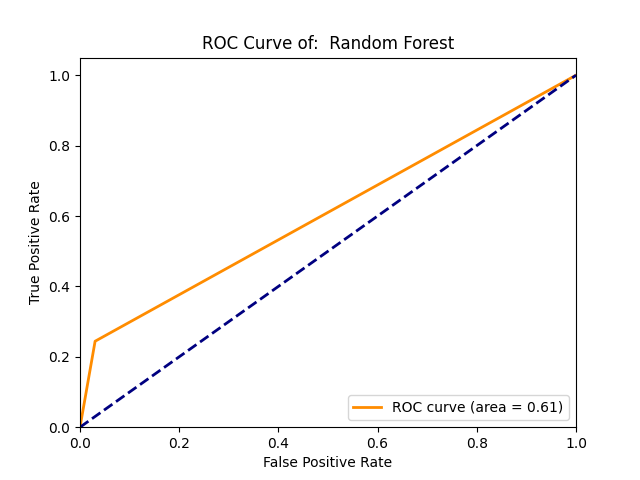 ROC Curve of:  Random Forest
True Positive Rate
1.0
0.8
0.6
0.4
0.2
0.0
ROC curve (area = 0.61)
0.0 0.2 0.4 0.6 0.8 1.0
False Positive Rate